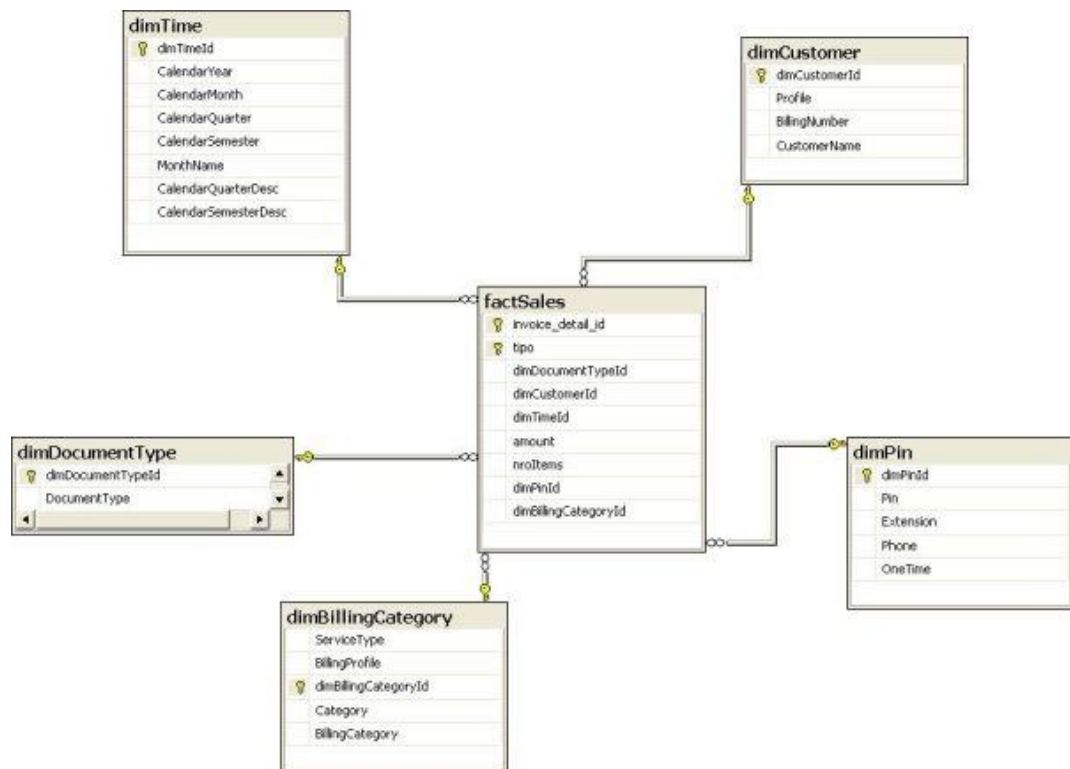 dimTime
dimTimeId
CalendarYear
CalendarMonth
CalendarQuarter
CalendarSemester
MonthName
CalendarQuarterDesc
CalendarSemesterDesc
dimCustomer
dimCustomerId
Profile
BillingNumber
CustomerName
factSales
invoice_detail_id
tipo
dimDocumentTypeId
dimCustomerId
dimTimeId
amount
nroItems
dimPinId
dimBillingCategoryId
dimDocumentType
dimDocumentTypeId
DocumentType
dimPin
dimPinId
Pin
Extension
Phone
OneTime
dimBillingCategory
ServiceType
BillingProfile
dimBillingCategoryId
Category
BillingCategory